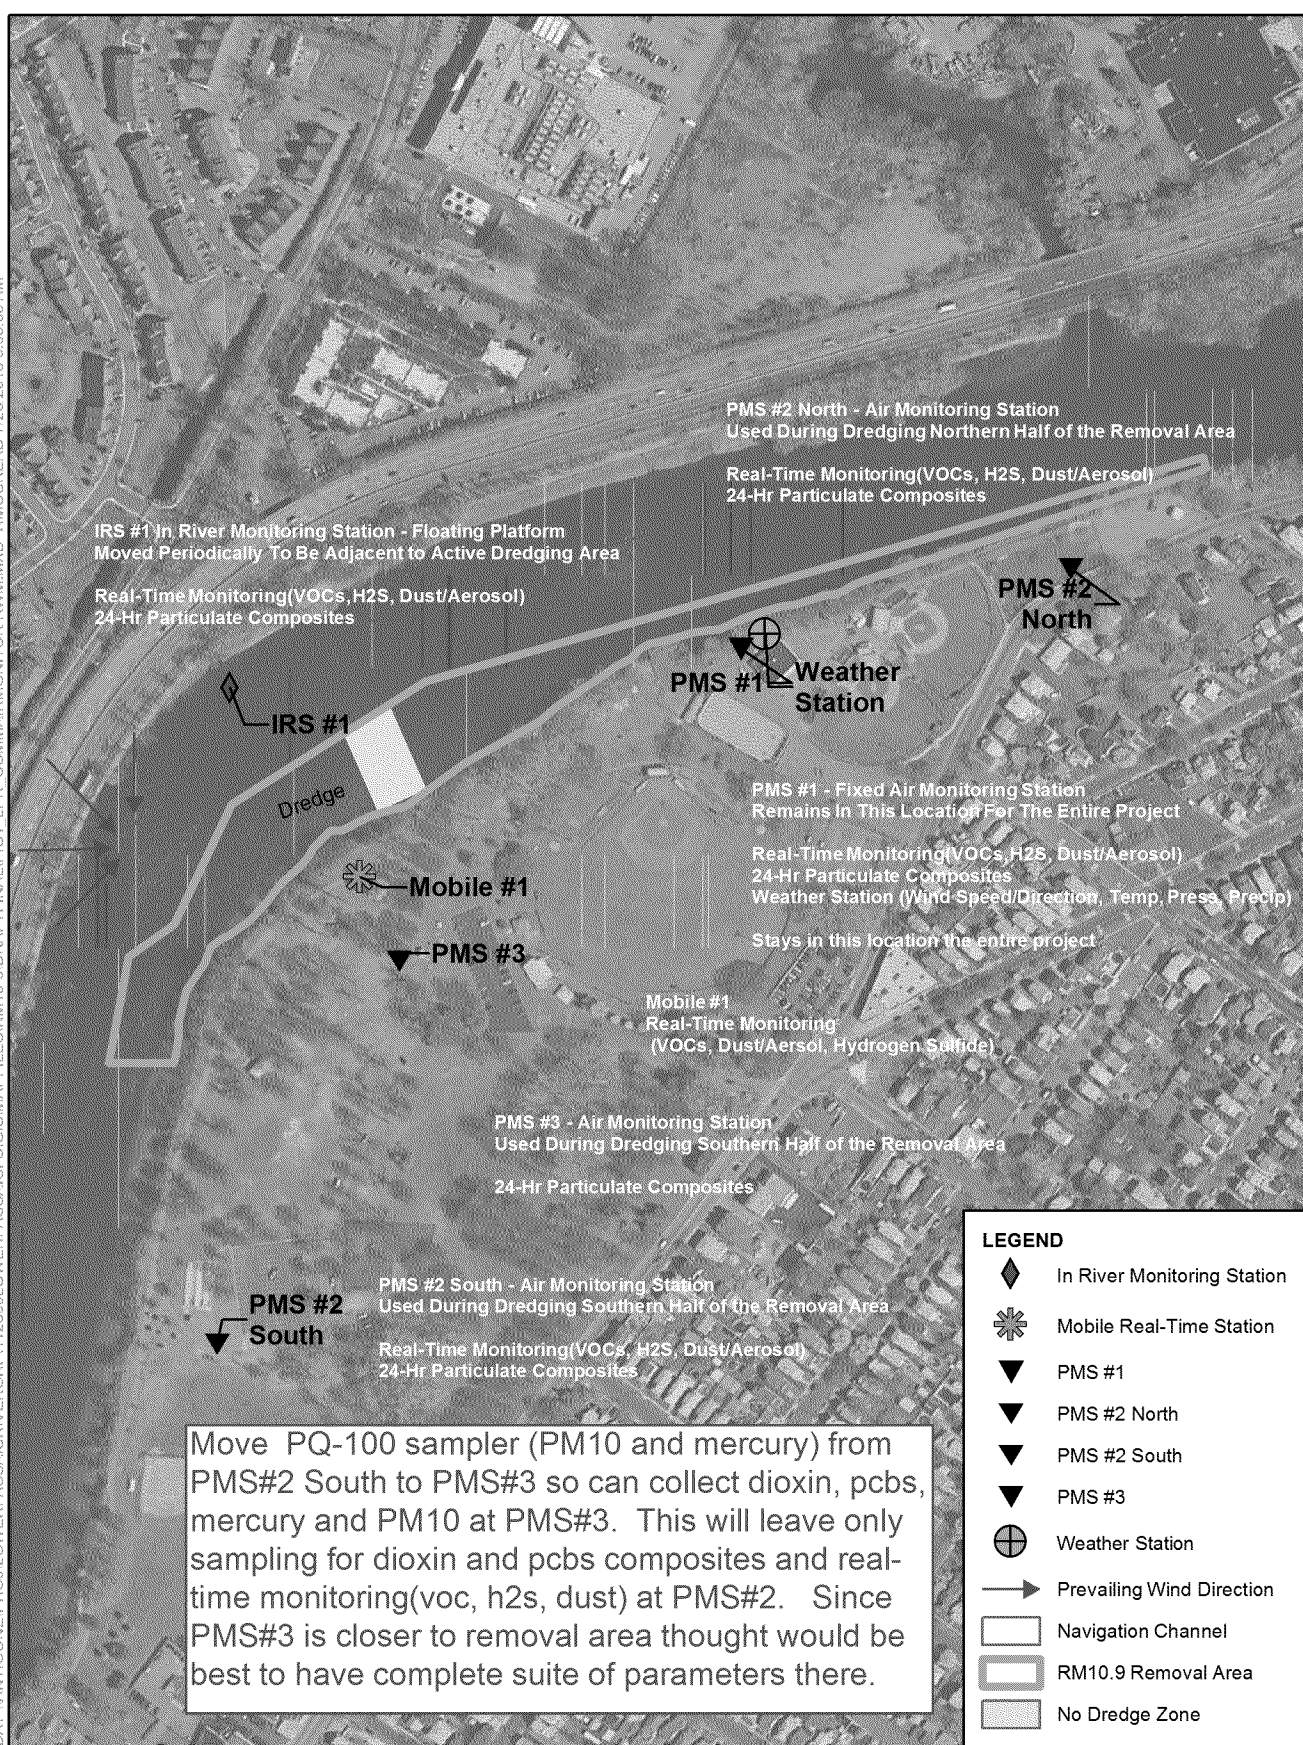 PMS #2 North - Air Monitoring Station
Used During Dredging Northern Half of the Removal Area
Real-Time Monitoring(VOCs, H2S, Dust/Aerosol)
24-Hr Particulate Composites
IRS #1 In River Monitoring Station - Floating Platform
Moved Periodically To Be Adjacent to Active Dredging Area
Real-Time Monitoring(VOCs,H2S, Dust/Aerosol)
24-Hr Particulate Composites
PMS #2
North
PMS #1
Weather
Station
IRS #1
Dredge
PMS #1 - Fixed Air Monitoring Station
Remains In This Location For The Entire Project
Real-Time Monitoring(VOCs,H2S, Dust/Aerosol)
24-Hr Particulate Composites
Weather Station (Wind Speed/Direction, Temp, Press, Precip)
Stays in this location the entire project
Mobile #1
PMS #3
Mobile #1
Real-Time Monitoring
(VOCs, Dust/Aersol, Hydrogen Sulfide)
PMS #3 - Air Monitoring Station
Used During Dredging Southern Half of the Removal Area
24-Hr Particulate Composites
PMS #2
South
PMS #2 South - Air Monitoring Station
Used During Dredging Southern Half of the Removal Area
Real-Time Monitoring(VOCs, H2S, Dust/Aerosol)
24-Hr Particulate Composites
Move PQ-100 sampler (PM10 and mercury) from
PMS#2 South to PMS#3 so can collect dioxin, pcbs,
mercury and PM10 at PMS#3. This will leave only
sampling for dioxin and pcbs composites and real-
time monitoring(voc, h2s, dust) at PMS#2. Since
PMS#3 is closer to removal area thought would be
best to have complete suite of parameters there.
LEGEND
In River Monitoring Station
Mobile Real-Time Station
PMS #1
PMS #2 North
PMS #2 South
PMS #3
Weather Station
Prevailing Wind Direction
Navigation Channel
RM10.9 Removal Area
No Dredge Zone